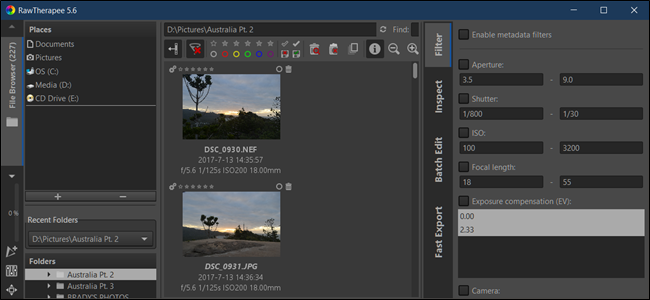 RawTherapee 5.6
File Browser (227)
0%
Places
Documents
Pictures
OS (C:)
Media (D:)
CD Drive (E:)
Recent Folders
D:\Pictures\Australia Pt. 2
Folders
Australia Pt. 2
Australia Pt. 3
BRADY'S PHOTOS
D:\Pictures\Australia Pt. 2
Find:
DSC_0930.NEF
2017-7-13 14:35:57
f/5.6 1/125s ISO200 18.00mm
DSC_0931.JPG
2017-7-13 14:36:34
f/5.6 1/125s ISO200 18.00mm
Filter
Inspect
Batch Edit
Fast Export
Enable metadata filters
Aperture:
3.5 - 9.0
Shutter:
1/800 - 1/30
ISO:
100 - 3200
Focal length:
18 - 55
Exposure compensation (EV):
0.00
2.33
Camera: